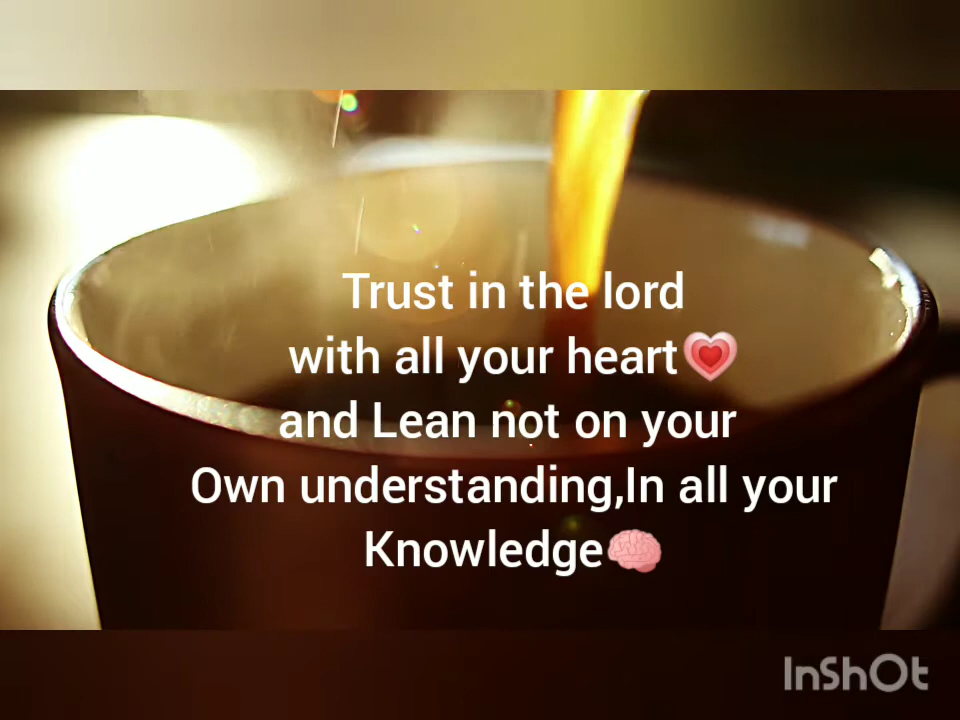 Trust in the lord
with all your heart💗
and Lean not on your
Own understanding,In all your
Knowledge🧠
InShOt